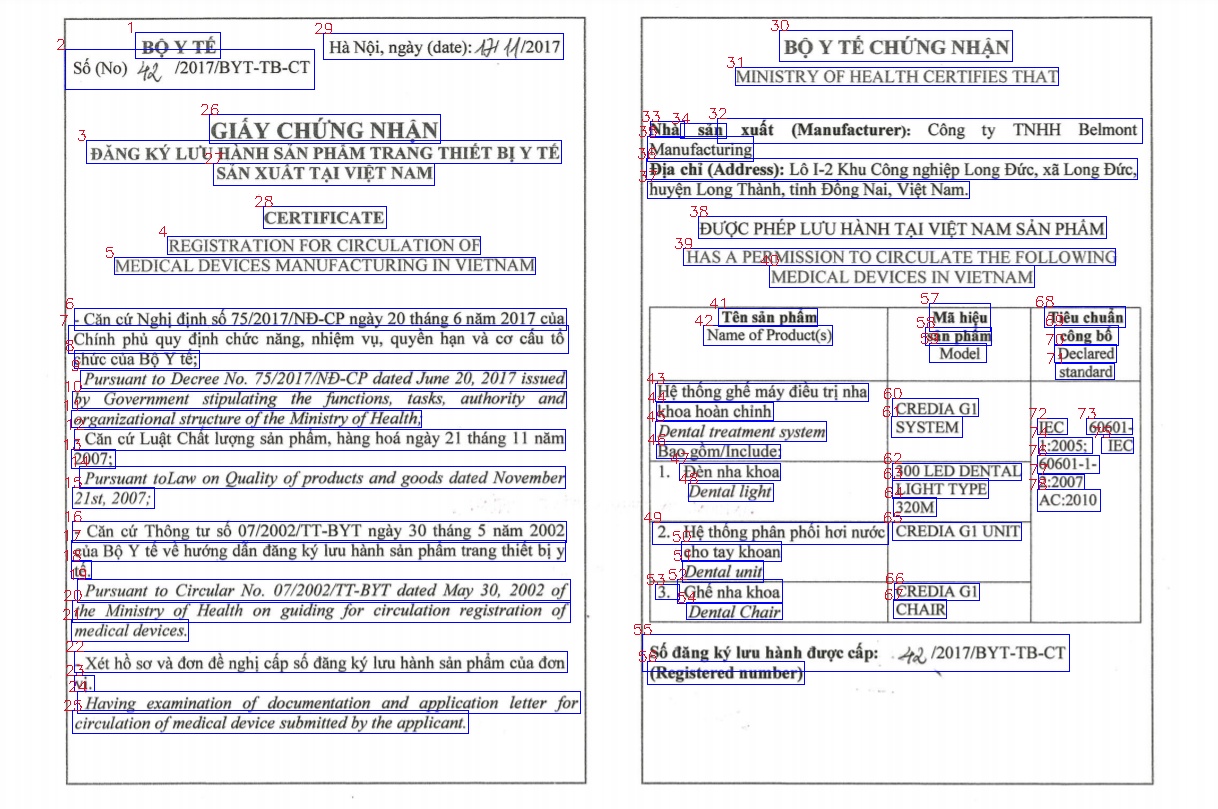 BỘ Y TẾ
Số (No) 42 /2017/BYT-TB-CT
Hà Nội, ngày (date): 17/11/2017
GIẤY CHỨNG NHẬN
ĐĂNG KÝ LƯU HÀNH SẢN PHẨM TRANG THIẾT BỊ Y TẾ
SẢN XUẤT TẠI VIỆT NAM
CERTIFICATE
REGISTRATION FOR CIRCULATION OF
MEDICAL DEVICES MANUFACTURING IN VIETNAM
- Căn cứ Nghị định số 75/2017/NĐ-CP ngày 20 tháng 6 năm 2017 của
Chính phủ quy định chức năng, nhiệm vụ, quyền hạn và cơ cấu tổ
chức của Bộ Y tế;
Pursuant to Decree No. 75/2017/NĐ-CP dated June 20, 2017 issued
by Government stipulating the functions, tasks, authority and
organizational structure of the Ministry of Health;
- Căn cứ Luật Chất lượng sản phẩm, hàng hoá ngày 21 tháng 11 năm
2007;
Pursuant toLaw on Quality of products and goods dated November
21st, 2007;
- Căn cứ Thông tư số 07/2002/TT-BYT ngày 30 tháng 5 năm 2002
của Bộ Y tế về hướng dẫn đăng ký lưu hành sản phẩm trang thiết bị y
tế.
Pursuant to Circular No. 07/2002/TT-BYT dated May 30, 2002 of
the Ministry of Health on guiding for circulation registration of
medical devices.
- Xét hồ sơ và đơn đề nghị cấp số đăng ký lưu hành sản phẩm của đơn
vị.
Having examination of documentation and application letter for
circulation of medical device submitted by the applicant.
BỘ Y TẾ CHỨNG NHẬN
MINISTRY OF HEALTH CERTIFIES THAT
Nhà sản xuất (Manufacturer): Công ty TNHH Belmont
Manufacturing
Địa chỉ (Address): Lô I-2 Khu Công nghiệp Long Đức, xã Long Đức,
huyện Long Thành, tỉnh Đồng Nai, Việt Nam.
ĐƯỢC PHÉP LƯU HÀNH TẠI VIỆT NAM SẢN PHẨM
HAS A PERMISSION TO CIRCULATE THE FOLLOWING
MEDICAL DEVICES IN VIETNAM
Tên sản phẩm
Name of Product(s)
Mã hiệu
sản phẩm
Model
Tiêu chuẩn
công bố
Declared
standard
Hệ thống ghế máy điều trị nha
khoa hoàn chỉnh
Dental treatment system
Bao gồm/Include:
CREDIA G1
SYSTEM
IEC 60601-
1:2005; IEC
60601-1-
2:2007
AC:2010
1. Đèn nha khoa
Dental light
300 LED DENTAL
LIGHT TYPE
320M
2. Hệ thống phân phối hơi nước
cho tay khoan
Dental unit
CREDIA G1 UNIT
3. Ghế nha khoa
Dental Chair
CREDIA G1
CHAIR
Số đăng ký lưu hành được cấp: 42/2017/BYT-TB-CT
(Registered number)